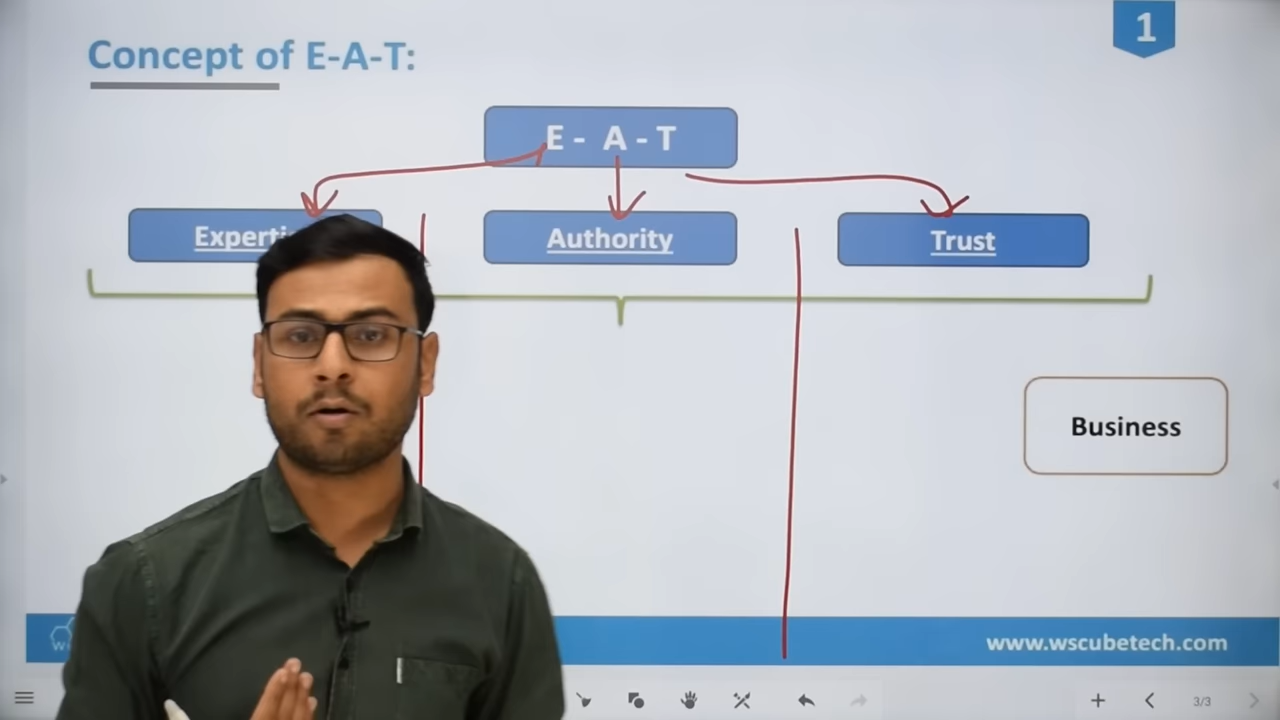 1
Concept of E-A-T:
E - A - T
Authority
Trust
Business
www.wscubetech.com
3/3